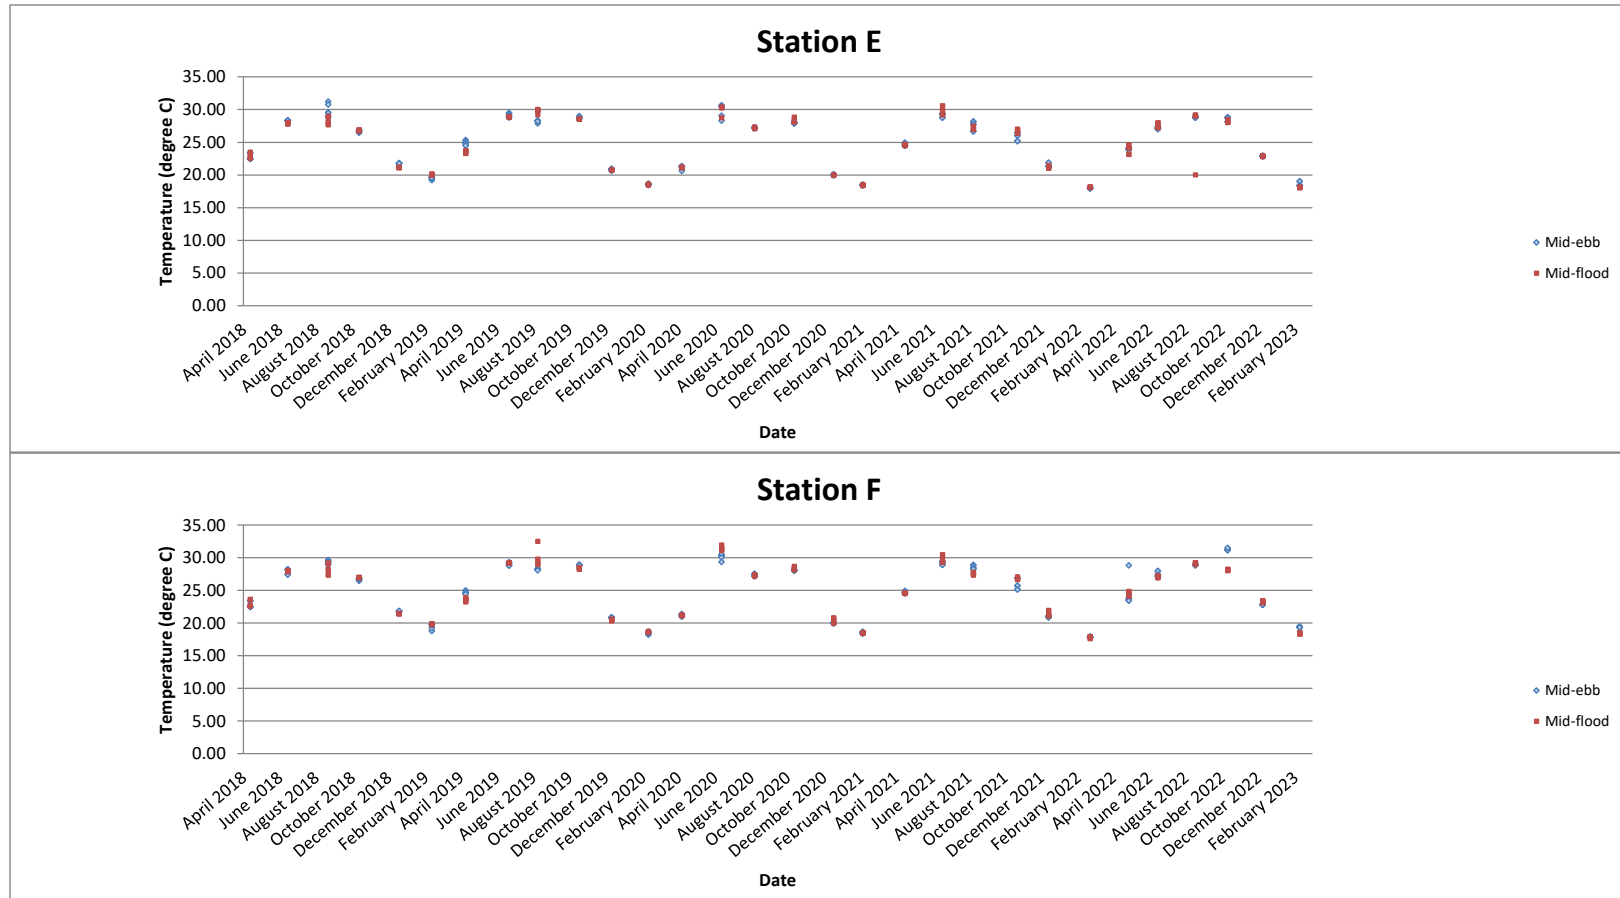 Station E
35.00
30.00
25.00
20.00
15.00
10.00
5.00
0.00
Temperature (degree C)
April 2018
June 2018
August 2018
October 2018
December 2018
February 2019
April 2019
June 2019
August 2019
October 2019
December 2019
February 2020
April 2020
June 2020
August 2020
October 2020
December 2020
February 2021
April 2021
June 2021
August 2021
October 2021
December 2021
February 2022
April 2022
June 2022
August 2022
October 2022
December 2022
February 2023
Date
Mid-ebb
Mid-flood
Station F
35.00
30.00
25.00
20.00
15.00
10.00
5.00
0.00
Temperature (degree C)
April 2018
June 2018
August 2018
October 2018
December 2018
February 2019
April 2019
June 2019
August 2019
October 2019
December 2019
February 2020
April 2020
June 2020
August 2020
October 2020
December 2020
February 2021
April 2021
June 2021
August 2021
October 2021
December 2021
February 2022
April 2022
June 2022
August 2022
October 2022
December 2022
February 2023
Date
Mid-ebb
Mid-flood